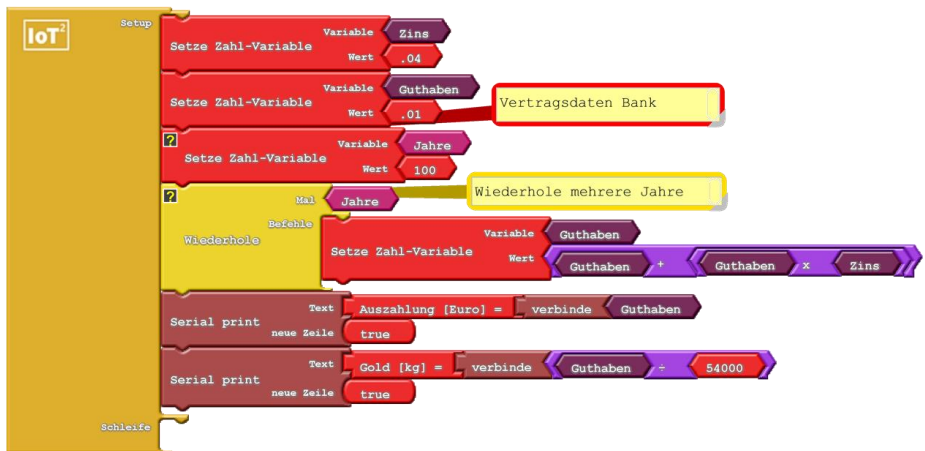 IoT²
Setup
Setze Zahl-Variable
Variable
Zins
Wert
.04
Setze Zahl-Variable
Variable
Guthaben
Wert
.01
Vertragsdaten Bank
?
Setze Zahl-Variable
Variable
Jahre
Wert
100
?
Wiederhole
Mal
Jahre
Wiederhole mehrere Jahre
Befehle
Setze Zahl-Variable
Variable
Guthaben
Wert
Guthaben + Guthaben x Zins
Serial print
Text
Auszahlung [Euro] = verbinde Guthaben
neue Zeile
true
Serial print
Text
Gold [kg] = verbinde Guthaben ÷ 54000
neue Zeile
true
Schleife